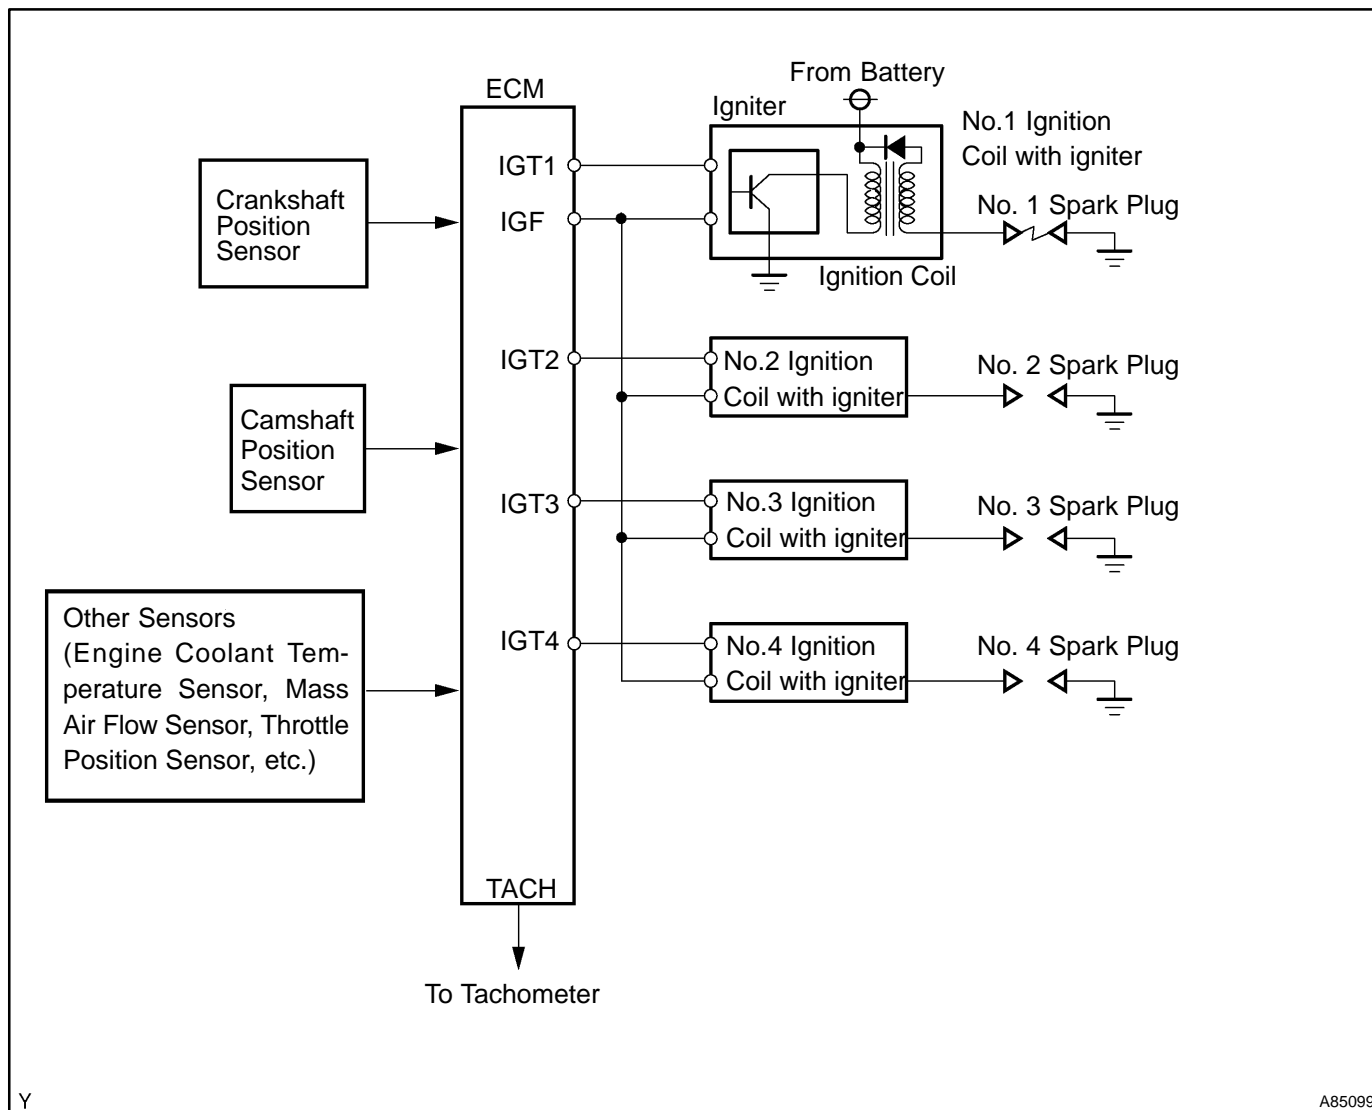 From Battery
ECM
Igniter
No.1 Ignition
Coil with igniter
IGT1
Crankshaft
Position
Sensor
IGF
No. 1 Spark Plug
Ignition Coil
IGT2
No.2 Ignition
Coil with igniter
No. 2 Spark Plug
Camshaft
Position
Sensor
IGT3
No.3 Ignition
Coil with igniter
No. 3 Spark Plug
Other Sensors
(Engine Coolant Tem-
perature Sensor, Mass
Air Flow Sensor, Throttle
Position Sensor, etc.)
IGT4
No.4 Ignition
Coil with igniter
No. 4 Spark Plug
TACH
To Tachometer
Y
A85099